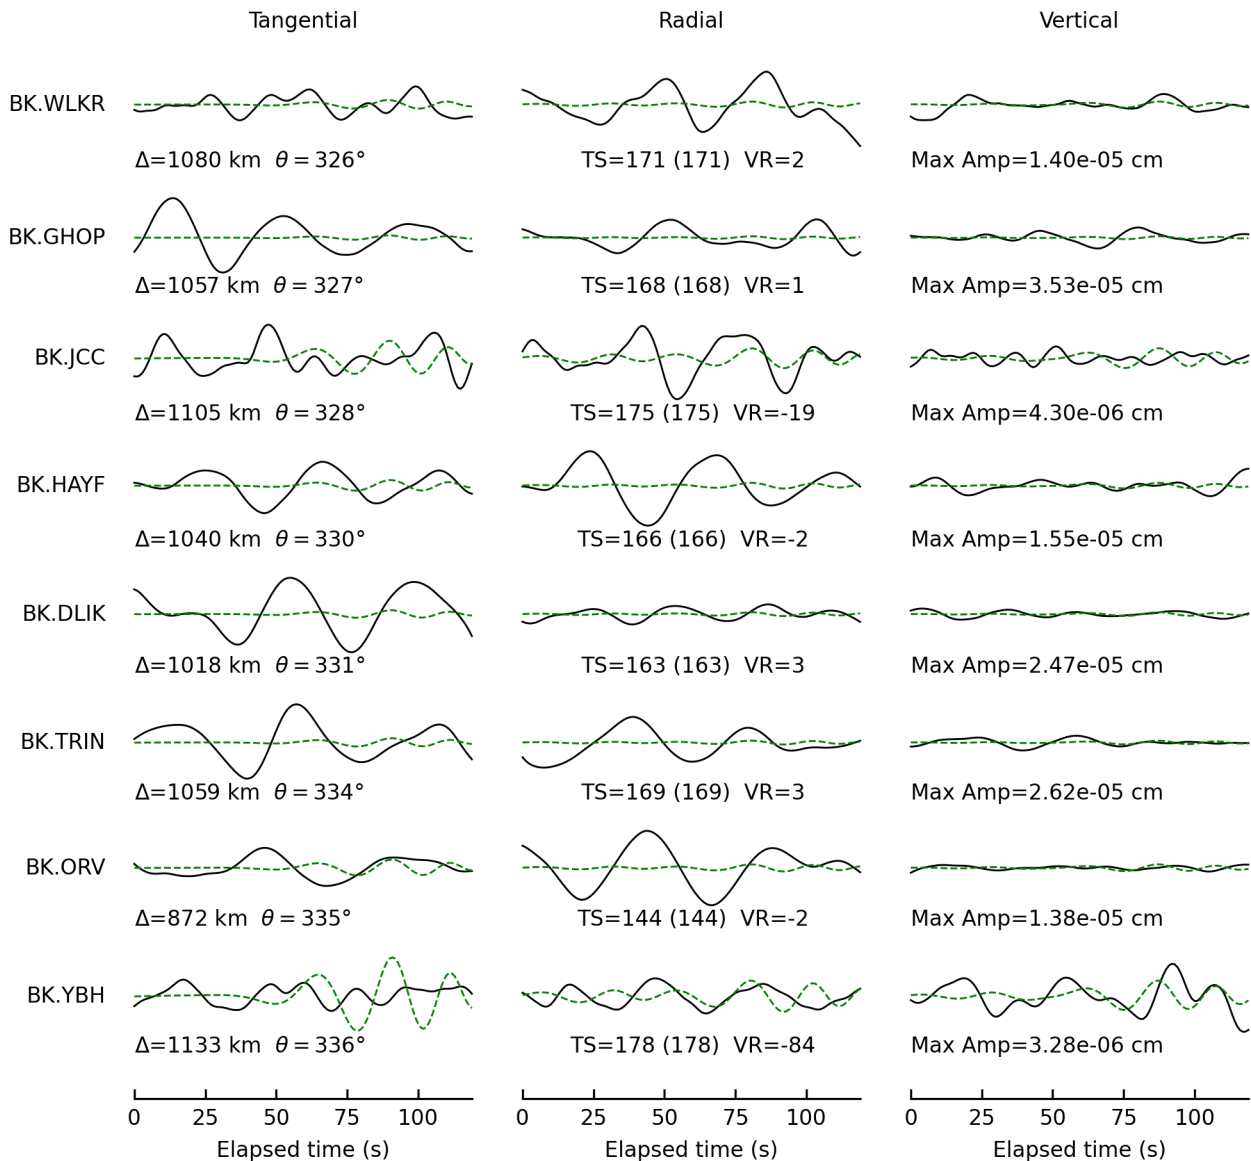 Tangential Radial Vertical
BK.WLKR
Δ=1080 km θ = 326° TS=171 (171) VR=2 Max Amp=1.40e-05 cm
BK.GHOP
Δ=1057 km θ = 327° TS=168 (168) VR=1 Max Amp=3.53e-05 cm
BK.JCC
Δ=1105 km θ = 328° TS=175 (175) VR=-19 Max Amp=4.30e-06 cm
BK.HAYF
Δ=1040 km θ = 330° TS=166 (166) VR=-2 Max Amp=1.55e-05 cm
BK.DLIK
Δ=1018 km θ = 331° TS=163 (163) VR=3 Max Amp=2.47e-05 cm
BK.TRIN
Δ=1059 km θ = 334° TS=169 (169) VR=3 Max Amp=2.62e-05 cm
BK.ORV
Δ=872 km θ = 335° TS=144 (144) VR=-2 Max Amp=1.38e-05 cm
BK.YBH
Δ=1133 km θ = 336° TS=178 (178) VR=-84 Max Amp=3.28e-06 cm
0 25 50 75 100 0 25 50 75 100 0 25 50 75 100
Elapsed time (s) Elapsed time (s) Elapsed time (s)